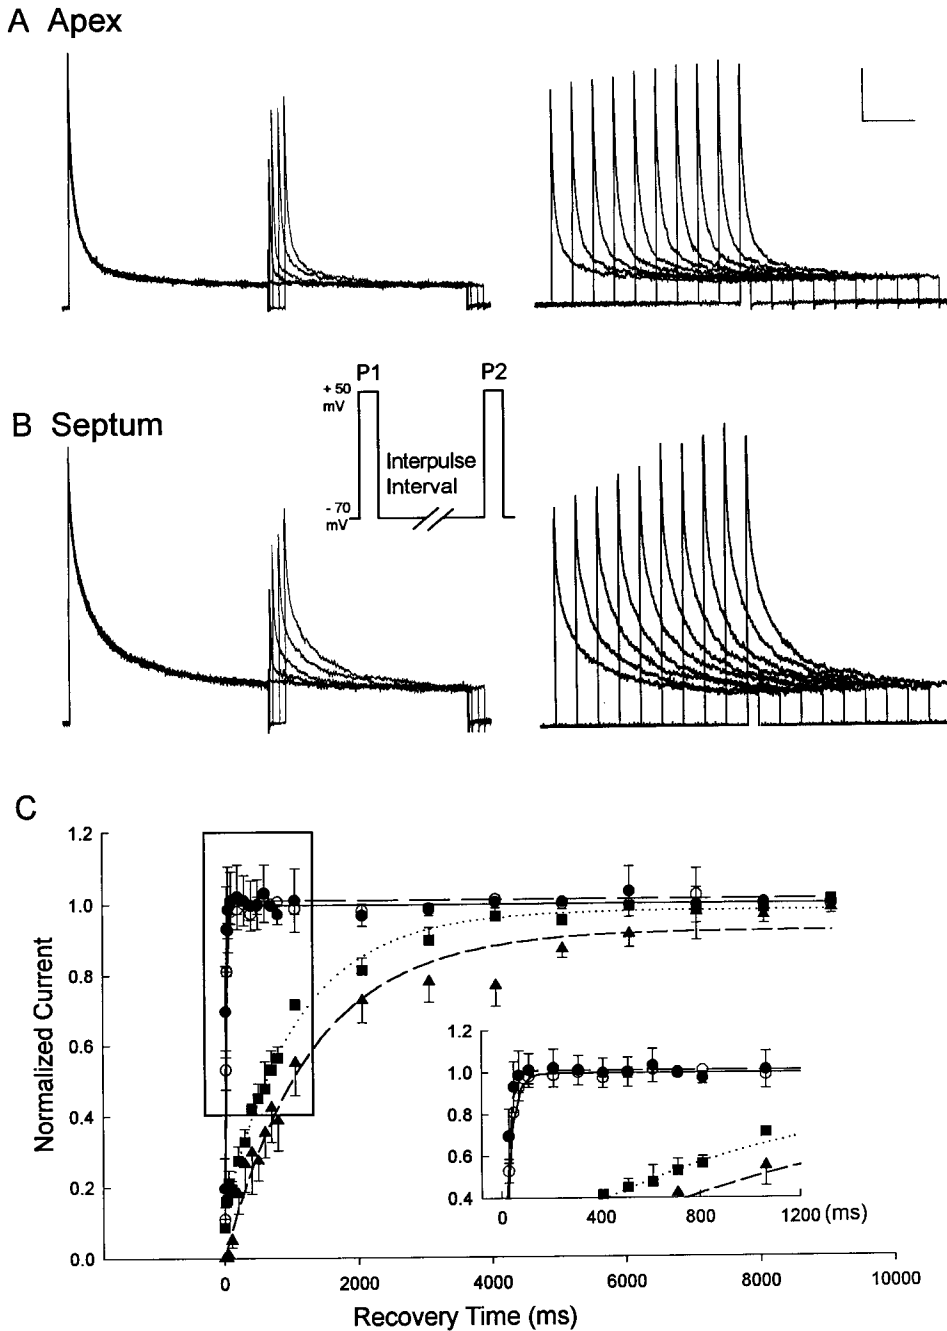 A Apex
P1
P2
+ 50
mV
B Septum
Interpulse
Interval
- 70
mV
C
1.2
1.0
0.8
0.6
0.4
0.2
0.0
Normalized Current
1.2
1.0
0.8
0.6
0.4
0 400 800 1200 (ms)
0 2000 4000 6000 8000 10000
Recovery Time (ms)